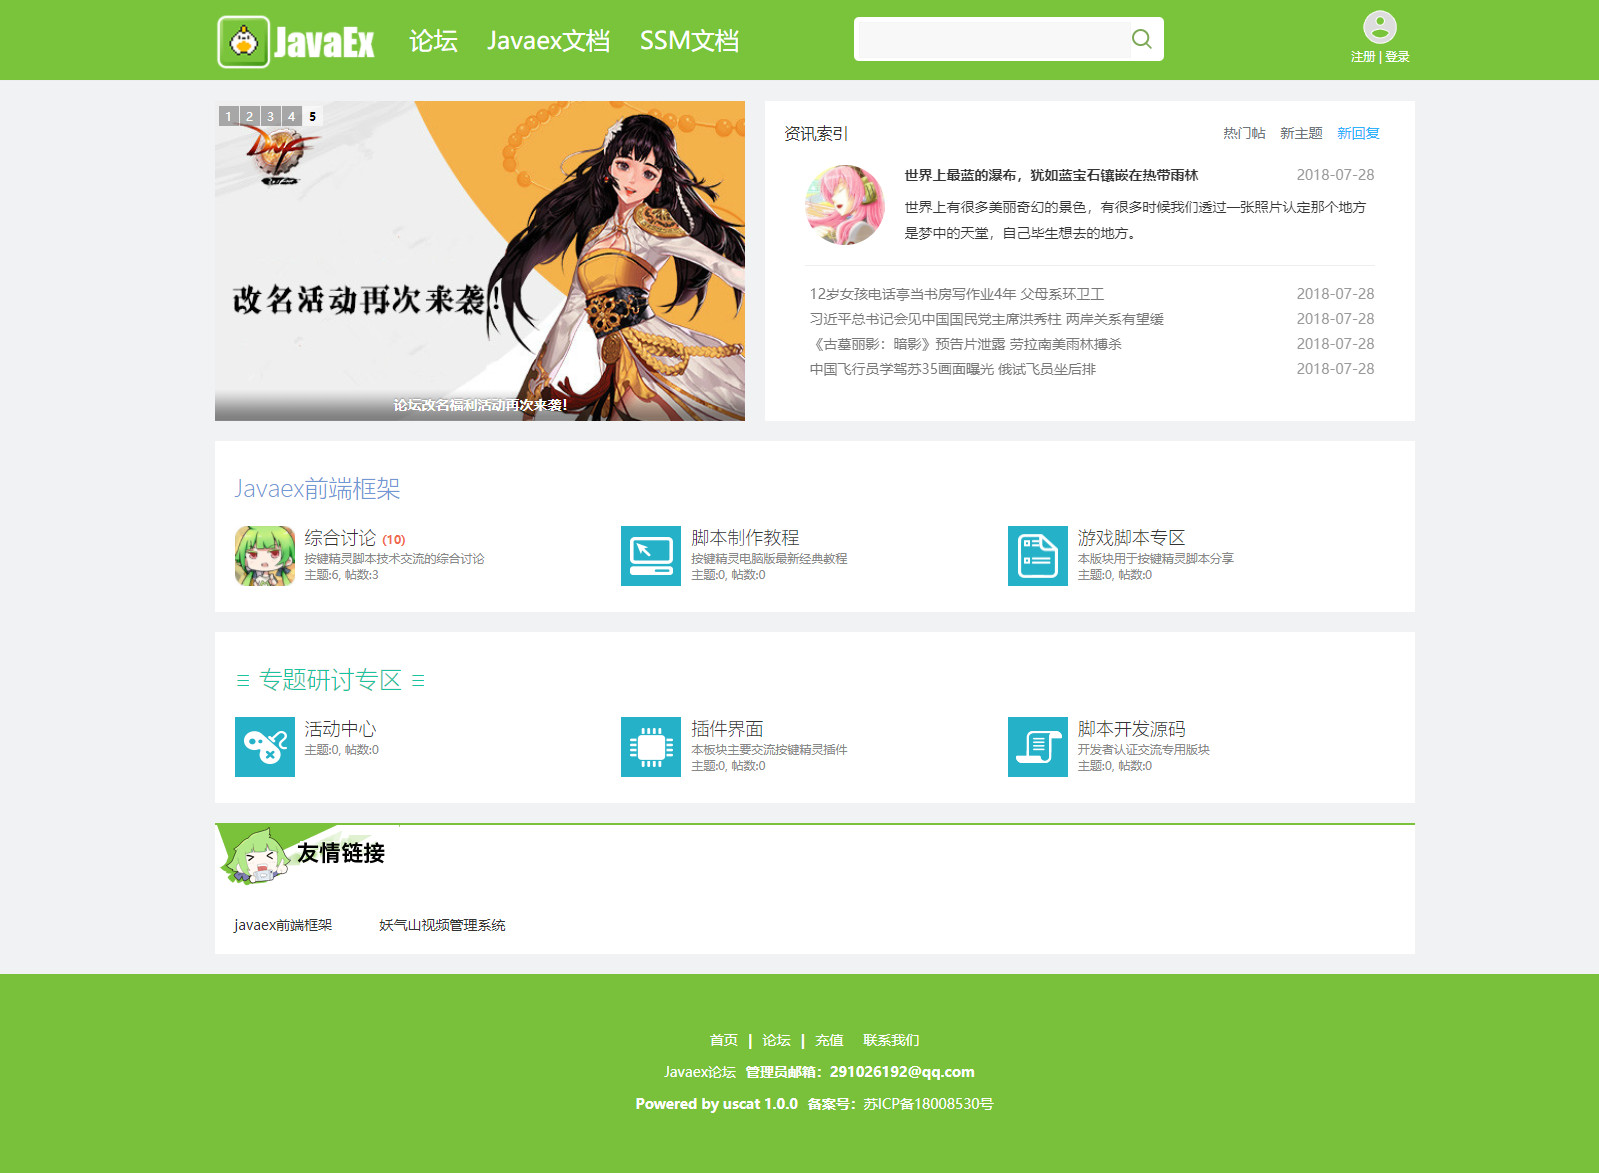 JavaEx
论坛 Javaex文档 SSM文档
注册 | 登录
1 2 3 4 5
DNF
改名活动再次来袭！
论坛改名福利活动再次来袭！
资讯索引
热门帖 新主题 新回复
世界上最蓝的瀑布，犹如蓝宝石镶嵌在热带雨林 2018-07-28
世界上有很多美丽奇幻的景色，有很多时候我们透过一张照片认定那个地方
是梦中的天堂，自己毕生想去的地方。
12岁女孩电话亭当书房写作业4年 父母系环卫工 2018-07-28
习近平总书记会见中国国民党主席洪秀柱 两岸关系有望缓 2018-07-28
《古墓丽影：暗影》预告片泄露 劳拉南美雨林搏杀 2018-07-28
中国飞行员学驾苏35画面曝光 俄试飞员坐后排 2018-07-28
Javaex前端框架
综合讨论 (10)
按键精灵脚本技术交流的综合讨论
主题:6, 帖数:3
脚本制作教程
按键精灵电脑版最新经典教程
主题:0, 帖数:0
游戏脚本专区
本版块用于按键精灵脚本分享
主题:0, 帖数:0
☰ 专题研讨专区 ☰
活动中心
主题:0, 帖数:0
插件界面
本板块主要交流按键精灵插件
主题:0, 帖数:0
脚本开发源码
开发者认证交流专用版块
主题:0, 帖数:0
友情链接
javaex前端框架 妖气山视频管理系统
首页 | 论坛 | 充值 联系我们
Javaex论坛 管理员邮箱：291026192@qq.com
Powered by uscat 1.0.0 备案号：苏ICP备18008530号